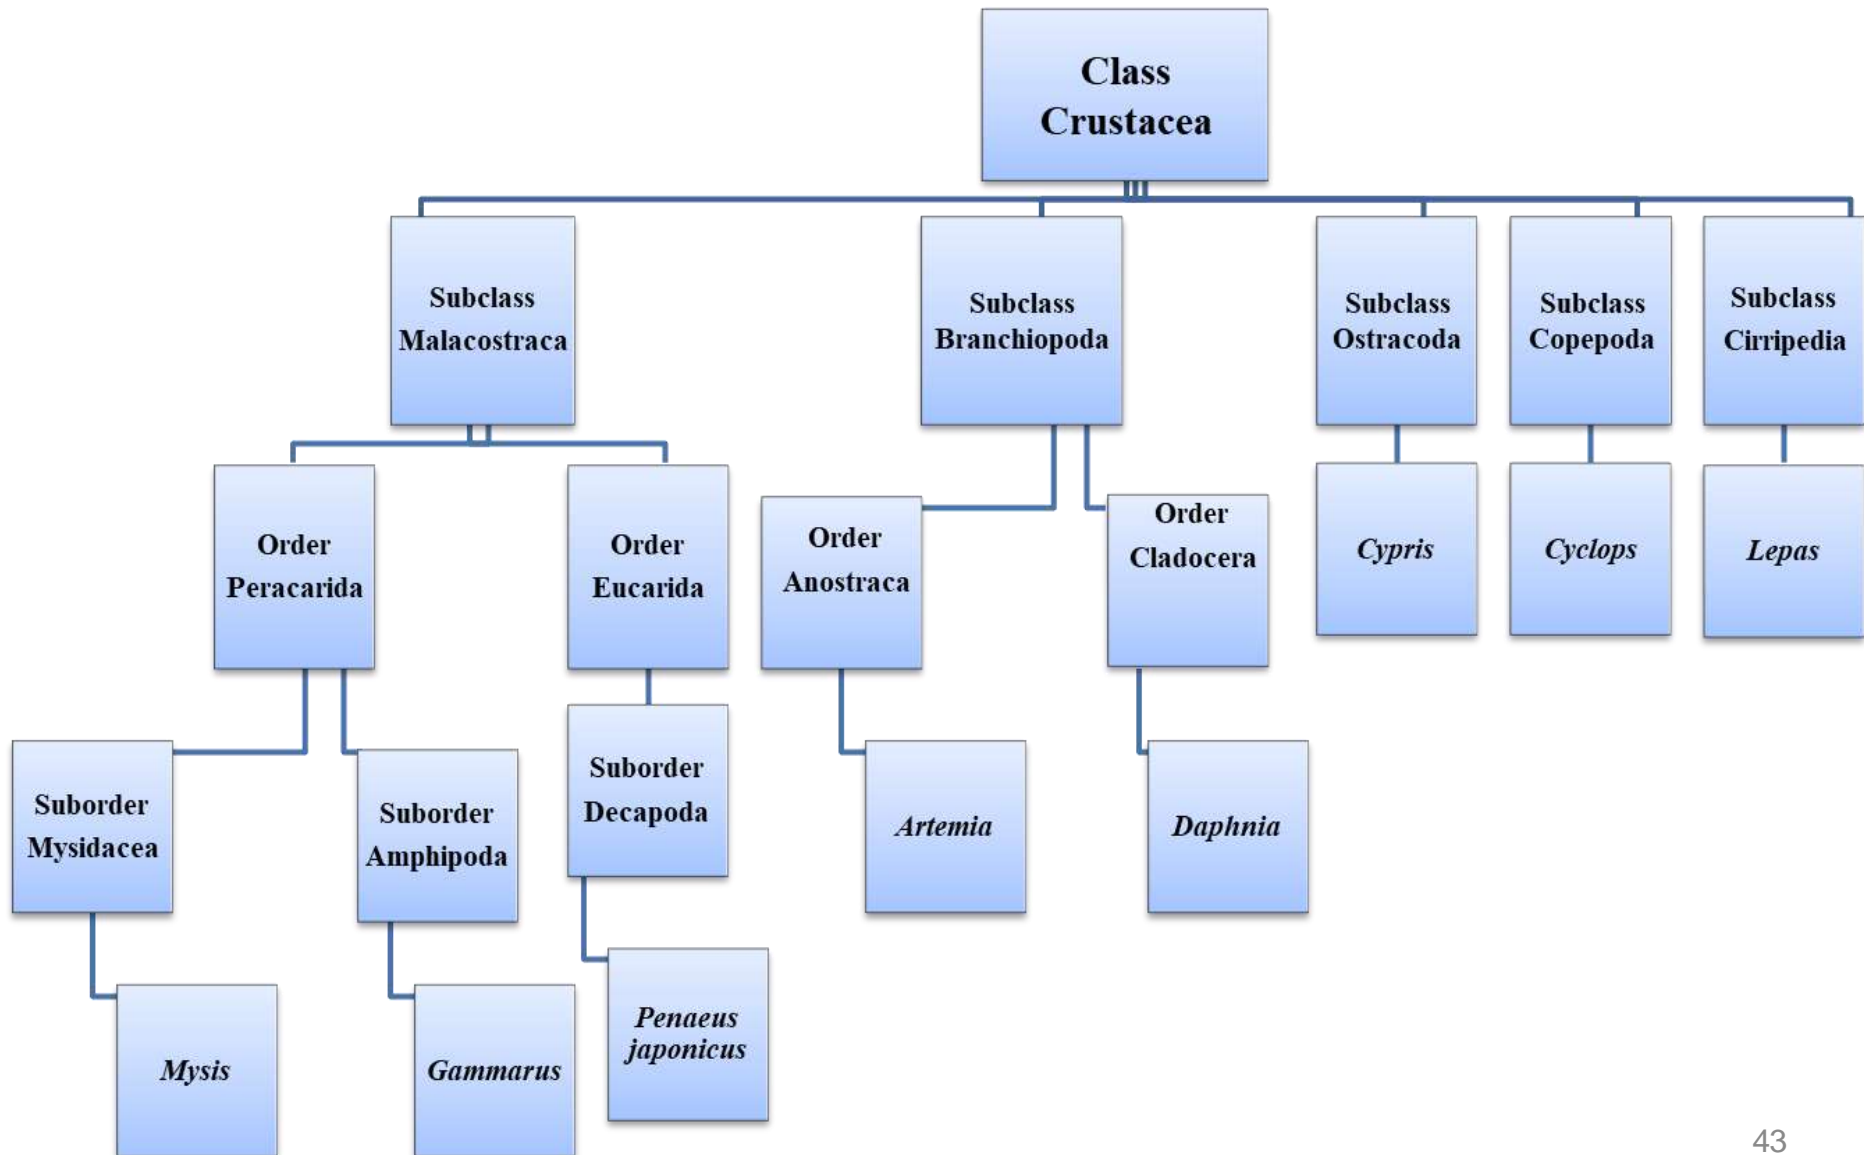 Class
Crustacea
Subclass
Malacostraca
Subclass
Branchiopoda
Subclass
Ostracoda
Subclass
Copepoda
Subclass
Cirripedia
Order
Peracarida
Order
Eucarida
Order
Anostraca
Order
Cladocera
Cypris
Cyclops
Lepas
Suborder
Mysidacea
Suborder
Amphipoda
Suborder
Decapoda
Artemia
Daphnia
Mysis
Gammarus
Penaeus
japonicus
43